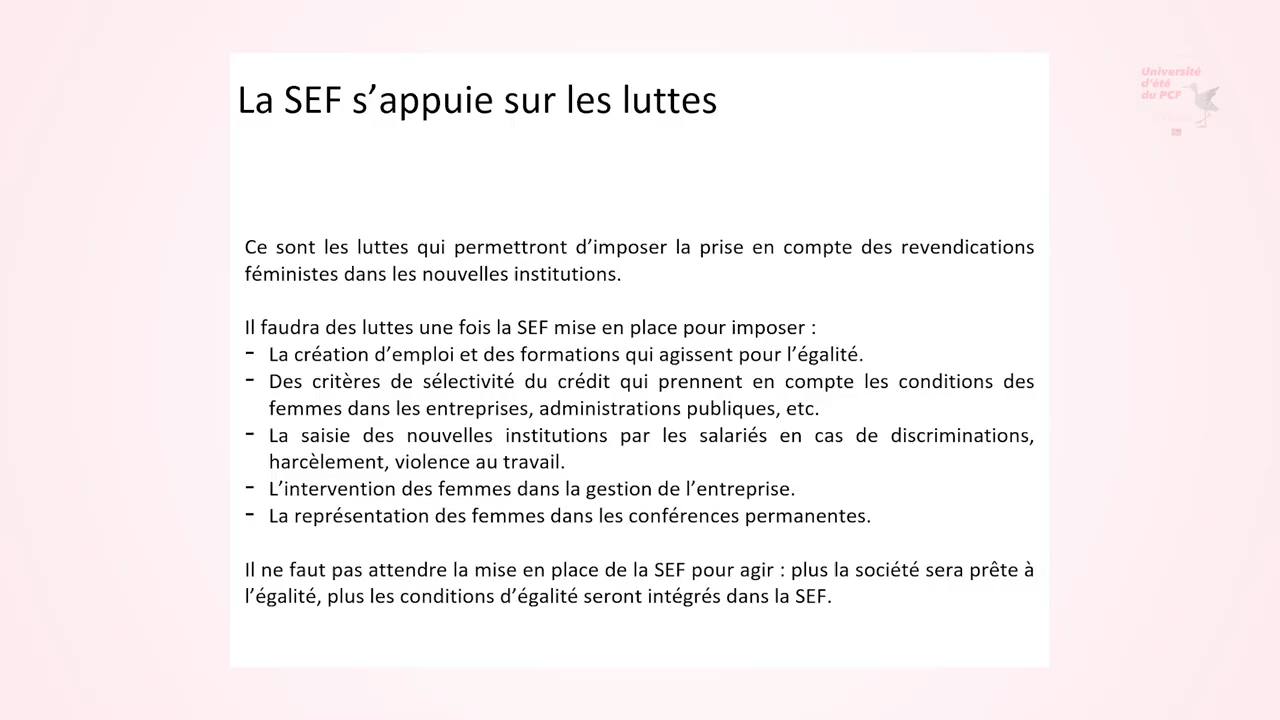 La SEF s’appuie sur les luttes
Université
d'été
du PCF
Ce sont les luttes qui permettront d’imposer la prise en compte des revendications
féministes dans les nouvelles institutions.
Il faudra des luttes une fois la SEF mise en place pour imposer :
- La création d’emploi et des formations qui agissent pour l’égalité.
- Des critères de sélectivité du crédit qui prennent en compte les conditions des
femmes dans les entreprises, administrations publiques, etc.
- La saisie des nouvelles institutions par les salariés en cas de discriminations,
harcèlement, violence au travail.
- L’intervention des femmes dans la gestion de l’entreprise.
- La représentation des femmes dans les conférences permanentes.
Il ne faut pas attendre la mise en place de la SEF pour agir : plus la société sera prête à
l’égalité, plus les conditions d’égalité seront intégrés dans la SEF.